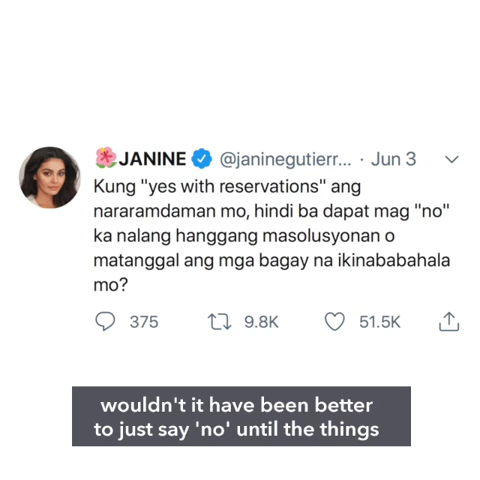 🌺JANINE @janinegutierr... · Jun 3
Kung "yes with reservations" ang
nararamdaman mo, hindi ba dapat mag "no"
ka nalang hanggang masolusyonan o
matanggal ang mga bagay na ikinababahala
mo?
375 9.8K 51.5K
wouldn't it have been better
to just say 'no' until the things